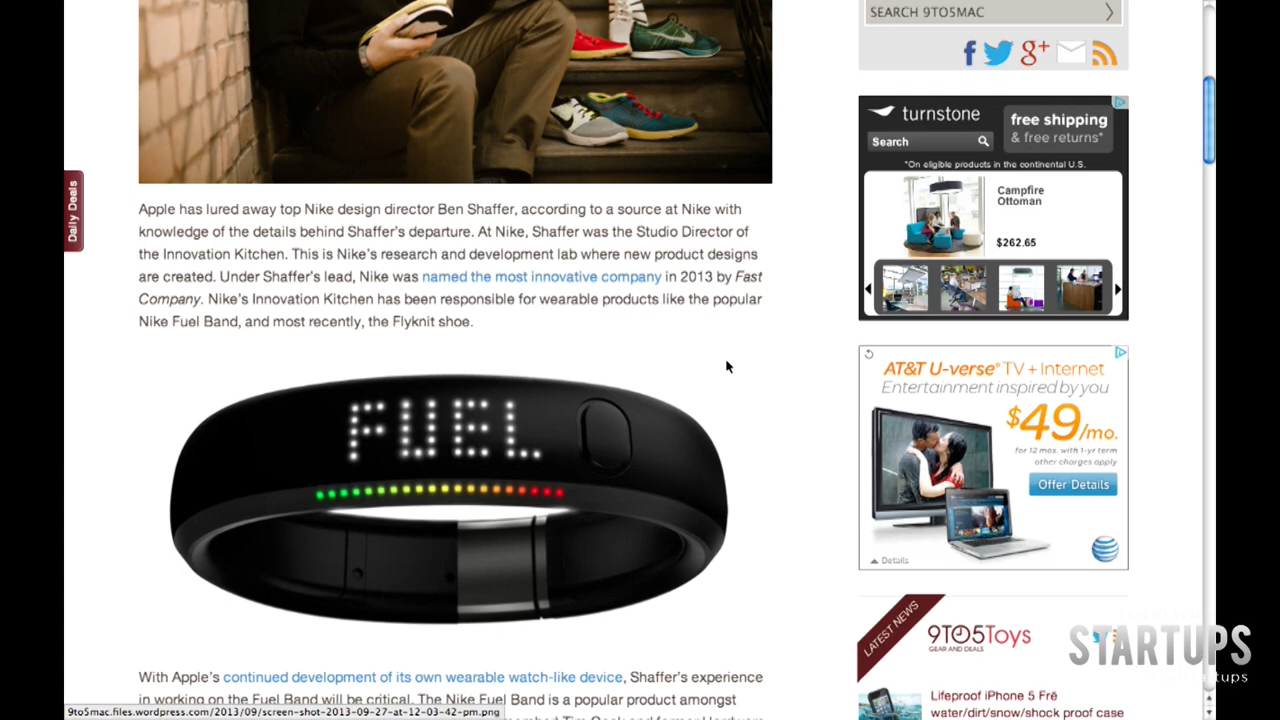 SEARCH 9TO5MAC
turnstone
free shipping
& free returns*
Search
*On eligible products in the continental U.S.
Campfire
Ottoman
$262.65
Daily Deals
Apple has lured away top Nike design director Ben Shaffer, according to a source at Nike with
knowledge of the details behind Shaffer's departure. At Nike, Shaffer was the Studio Director of
the Innovation Kitchen. This is Nike's research and development lab where new product designs
are created. Under Shaffer's lead, Nike was named the most innovative company in 2013 by Fast
Company. Nike's Innovation Kitchen has been responsible for wearable products like the popular
Nike Fuel Band, and most recently, the Flyknit shoe.
FUEL
AT&T U-verse® TV + Internet
Entertainment inspired by you
$49/mo.
for 12 mos. with 1-yr term
other charges apply
Offer Details
Details
at&t
LATEST NEWS
9TO5Toys
GEAR AND DEALS
STARTUPS
Lifeproof iPhone 5 Frē
water/dirt/snow/shock proof case
With Apple's continued development of its own wearable watch-like device, Shaffer's experience
in working on the Fuel Band will be critical. The Nike Fuel Band is a popular product amongst
9to5mac.files.wordpress.com/2013/09/screen-shot-2013-09-27-at-12-03-42-pm.png